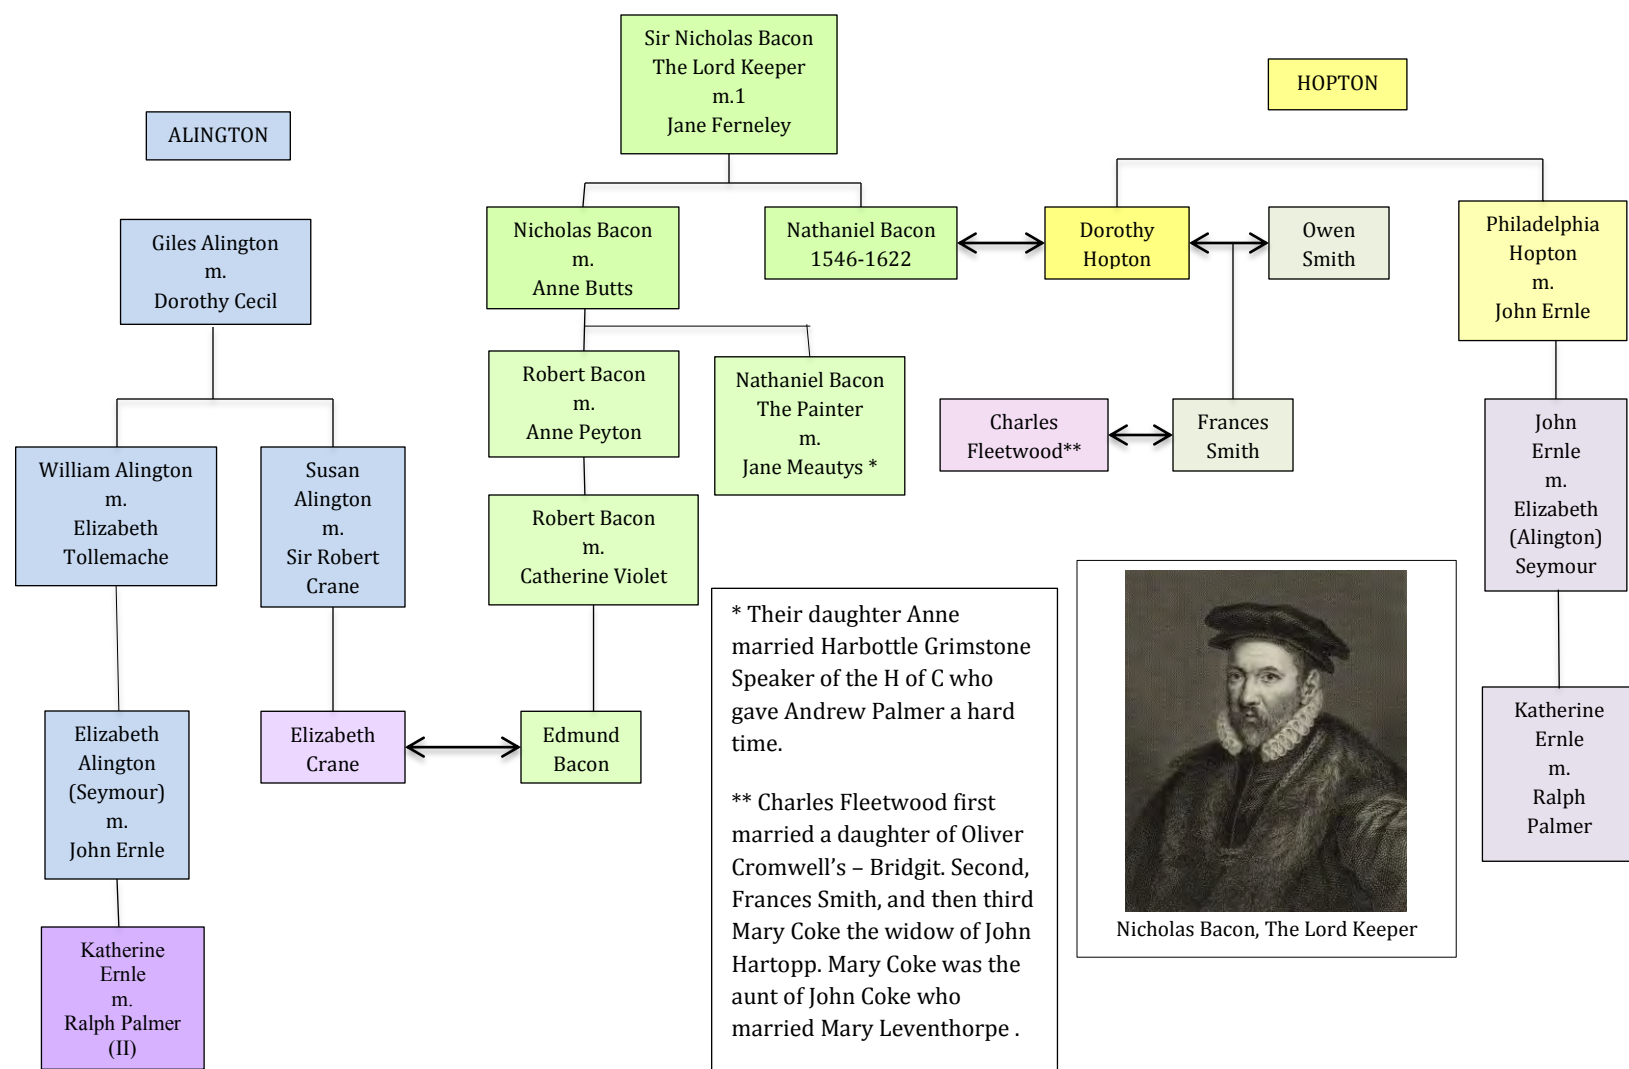 Sir Nicholas Bacon
The Lord Keeper
m.1
Jane Ferneley
HOPTON
ALINGTON
Giles Alington
m.
Dorothy Cecil
Nicholas Bacon
m.
Anne Butts
Nathaniel Bacon
1546-1622
Dorothy
Hopton
Owen
Smith
Philadelphia
Hopton
m.
John Ernle
Robert Bacon
m.
Anne Peyton
Nathaniel Bacon
The Painter
m.
Jane Meautys *
Charles
Fleetwood**
Frances
Smith
John
Ernle
m.
Elizabeth
(Alington)
Seymour
William Alington
m.
Elizabeth
Tollemache
Susan
Alington
m.
Sir Robert
Crane
Robert Bacon
m.
Catherine Violet
* Their daughter Anne
married Harbottle Grimstone
Speaker of the H of C who
gave Andrew Palmer a hard
time.
** Charles Fleetwood first
married a daughter of Oliver
Cromwell's – Bridgit. Second,
Frances Smith, and then third
Mary Coke the widow of John
Hartopp. Mary Coke was the
aunt of John Coke who
married Mary Leventhorpe .
Nicholas Bacon, The Lord Keeper
Katherine
Ernle
m.
Ralph
Palmer
Elizabeth
Alington
(Seymour)
m.
John Ernle
Elizabeth
Crane
Edmund
Bacon
Katherine
Ernle
m.
Ralph Palmer
(II)